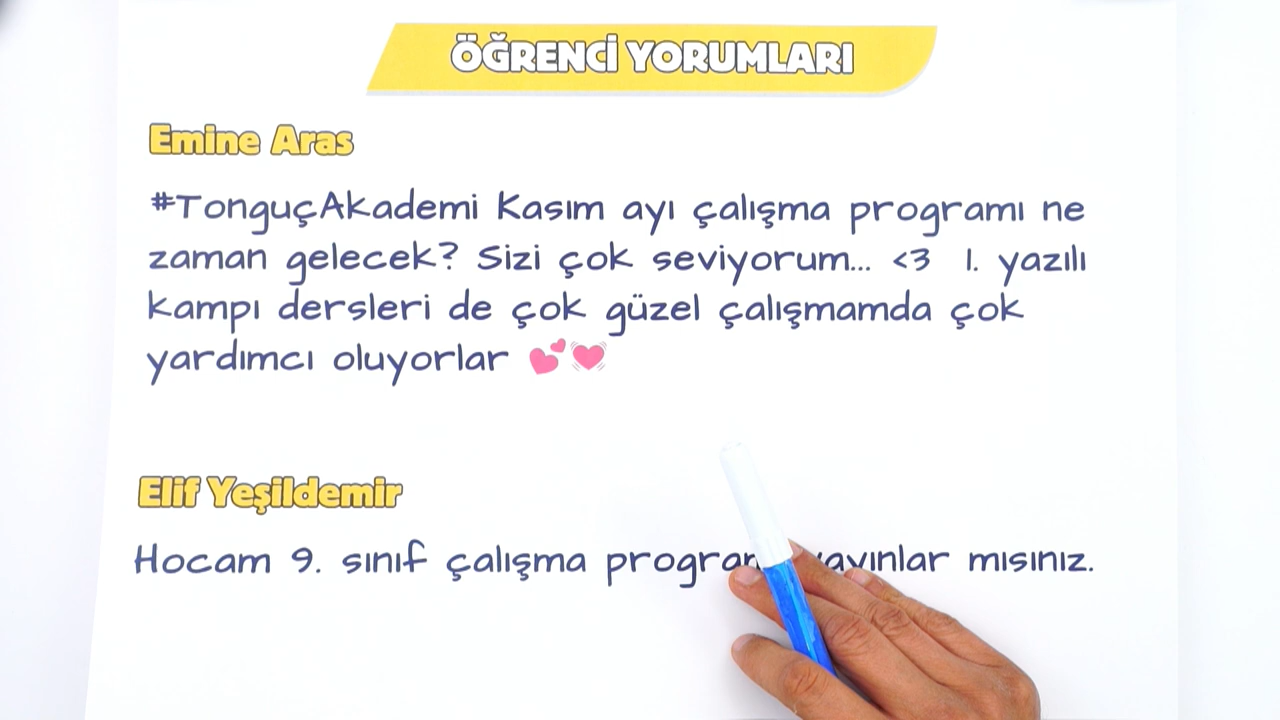 ÖĞRENCİ YORUMLARI
Emine Aras
#TonguçAkademi Kasım ayı çalışma programı ne
zaman gelecek? Sizi çok seviyorum... <3 1. yazılı
kampı dersleri de çok güzel çalışmamda çok
yardımcı oluyorlar 💕💓
Elif Yeşildemir
Hocam 9. sınıf çalışma mısınız.